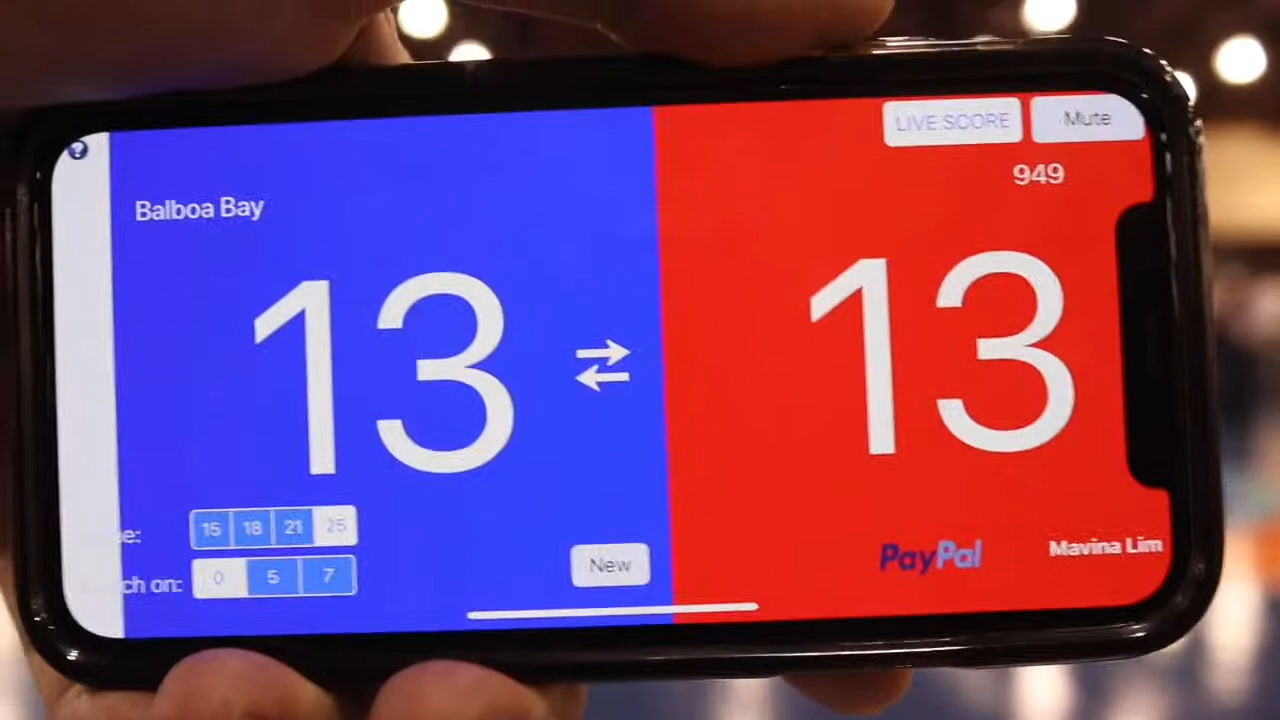 LIVE SCORE
Mute
949
Balboa Bay
13
13
15 18 21 25
0 5 7
New
PayPal
Mavina Lim